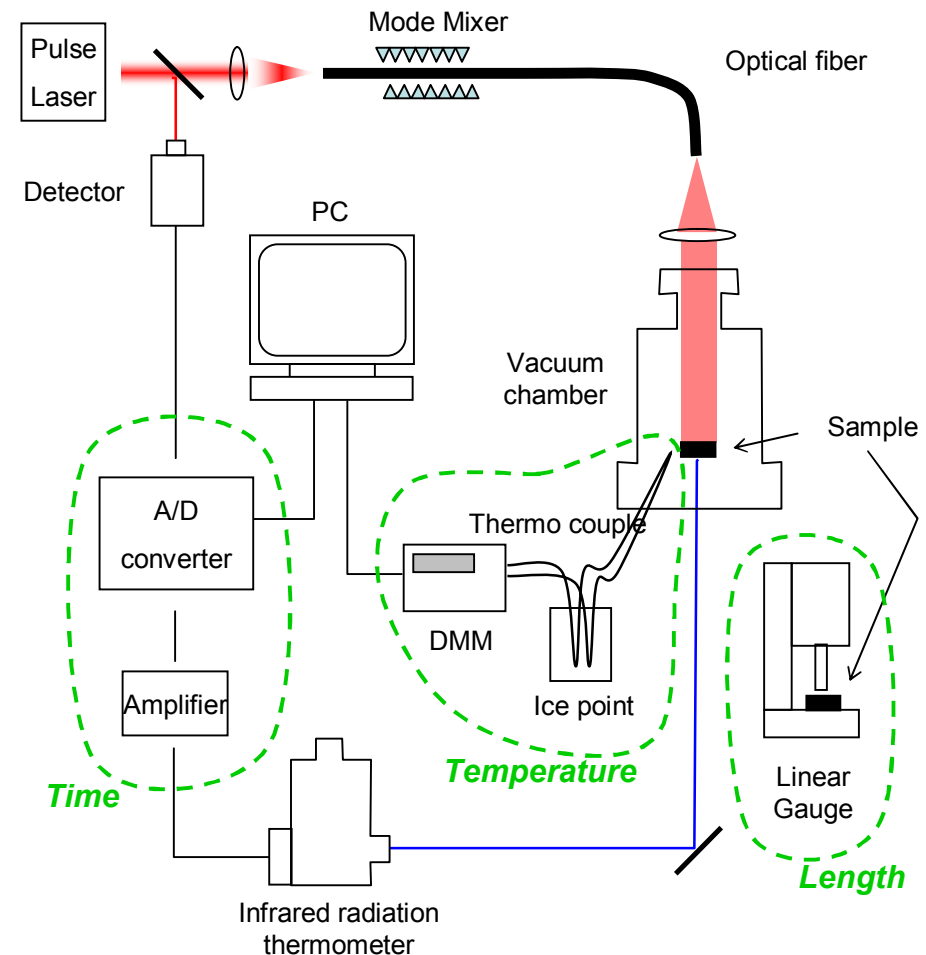 Pulse
Laser
Mode Mixer
Optical fiber
Detector
PC
Vacuum
chamber
Sample
A/D
converter
Thermo couple
DMM
Ice point
Amplifier
Time
Temperature
Linear
Gauge
Length
Infrared radiation
thermometer